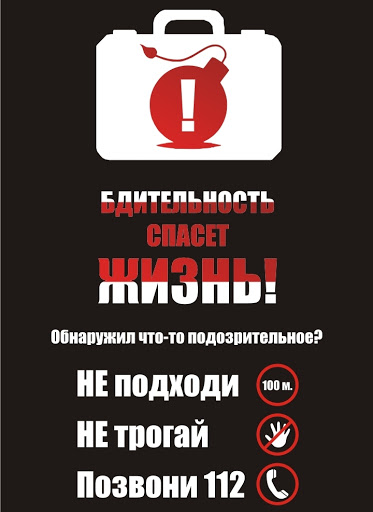 !
БДИТЕЛЬНОСТЬ
СПАСЕТ
ЖИЗНЬ!
Обнаружил что-то подозрительное?
НЕ подходи 100 м.
НЕ трогай
Позвони 112